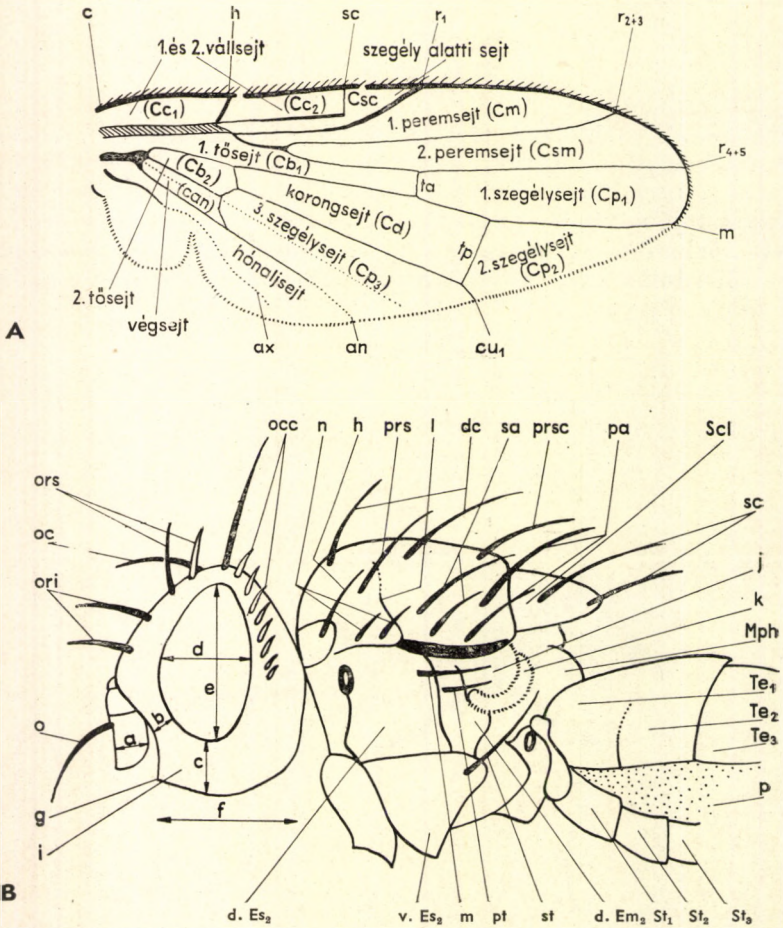 c h sc r₁ r₂₊₃
1. és 2. vállsejt szegély alatti sejt
(Cc₁) (Cc₂) Csc
1. peremsejt (Cm)
1. tősejt (Cb₁) 2. peremsejt (Csm) r₄₊₅
(Cb₂) ta
(can) korongsejt (Cd) 1. szegélysejt (Cp₁)
3. szegélysejt (Cp₃) tp m
hónaljsejt 2. szegélysejt
(Cp₂)
2. tősejt
végsejt
A ax an cu₁
occ n h prs l dc sa prsc pa Scl
ors sc
oc
ori j
k
d Mph
e Te₁
o a b Te₂
c Te₃
g f p
i
B d. Es₂ v. Es₂ m pt st d. Em₂ St₁ St₂ St₃